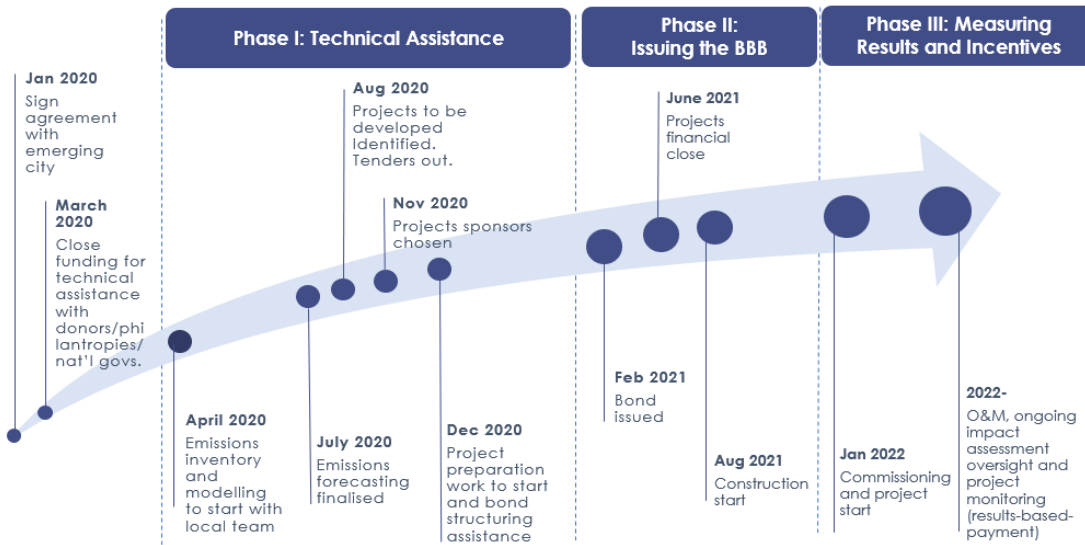 Phase I: Technical Assistance
Phase II:
Issuing the BBB
Phase III: Measuring
Results and Incentives
Jan 2020
Sign
agreement
with
emerging
city
March
2020
Close
funding for
technical
assistance
with
donors/phi
lantropies/
nat'l govs.
April 2020
Emissions
inventory
and
modelling
to start with
local team
July 2020
Emissions
forecasting
finalised
Aug 2020
Projects to be
developed
Identified.
Tenders out.
Nov 2020
Projects sponsors
chosen
Dec 2020
Project
preparation
work to start
and bond
structuring
assistance
Feb 2021
Bond
issued
June 2021
Projects
financial
close
Aug 2021
Construction
start
Jan 2022
Commissioning
and project
start
2022-
O&M, ongoing
impact
assessment
oversight and
project
monitoring
(results-based-
payment)